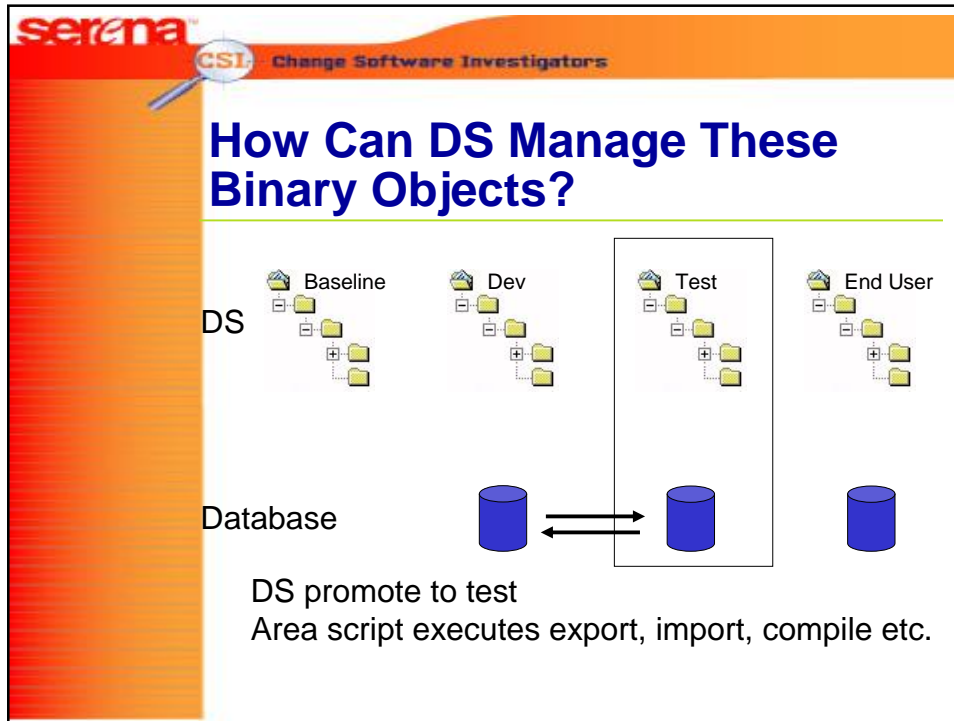 serena™
CSI Change Software Investigators
How Can DS Manage These
Binary Objects?
Baseline Dev Test End User
DS
Database
DS promote to test
Area script executes export, import, compile etc.